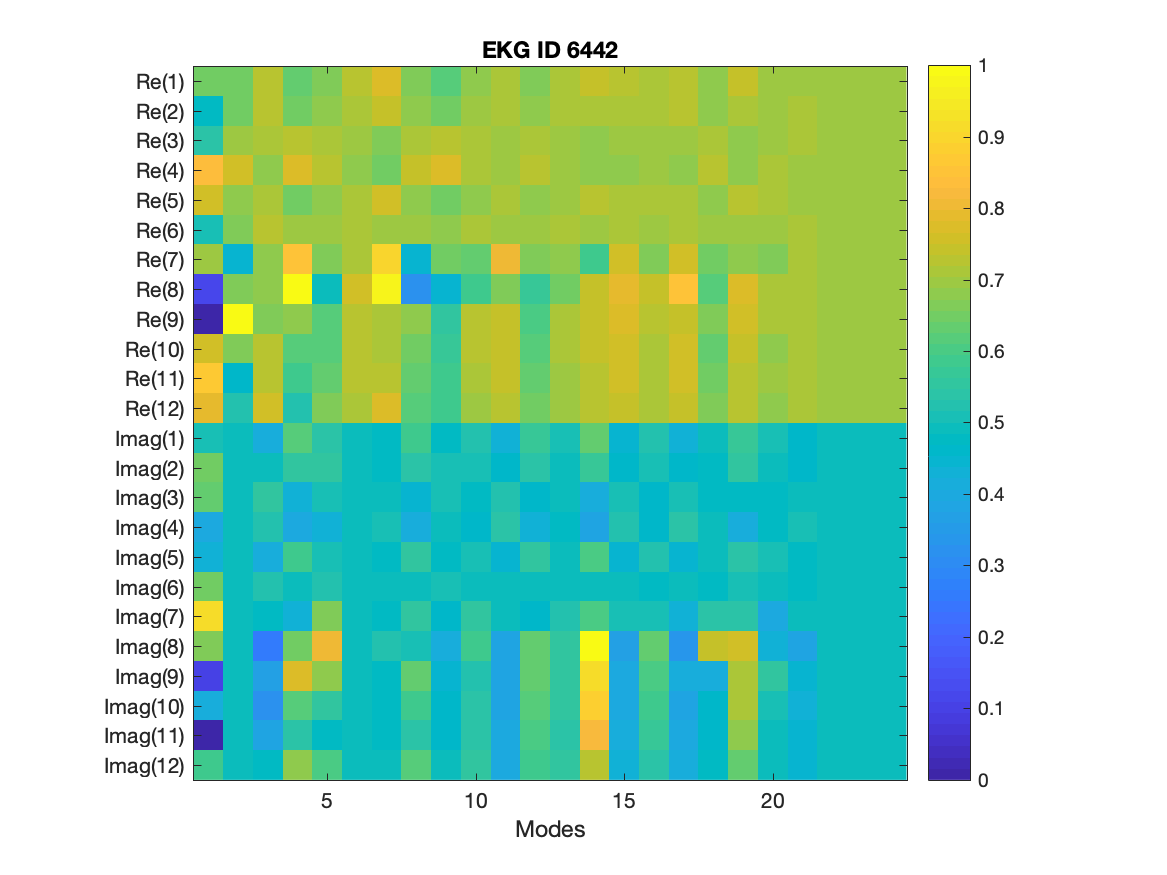 EKG ID 6442
Re(1)
Re(2)
Re(3)
Re(4)
Re(5)
Re(6)
Re(7)
Re(8)
Re(9)
Re(10)
Re(11)
Re(12)
Imag(1)
Imag(2)
Imag(3)
Imag(4)
Imag(5)
Imag(6)
Imag(7)
Imag(8)
Imag(9)
Imag(10)
Imag(11)
Imag(12)
5 10 15 20
Modes
1
0.9
0.8
0.7
0.6
0.5
0.4
0.3
0.2
0.1
0